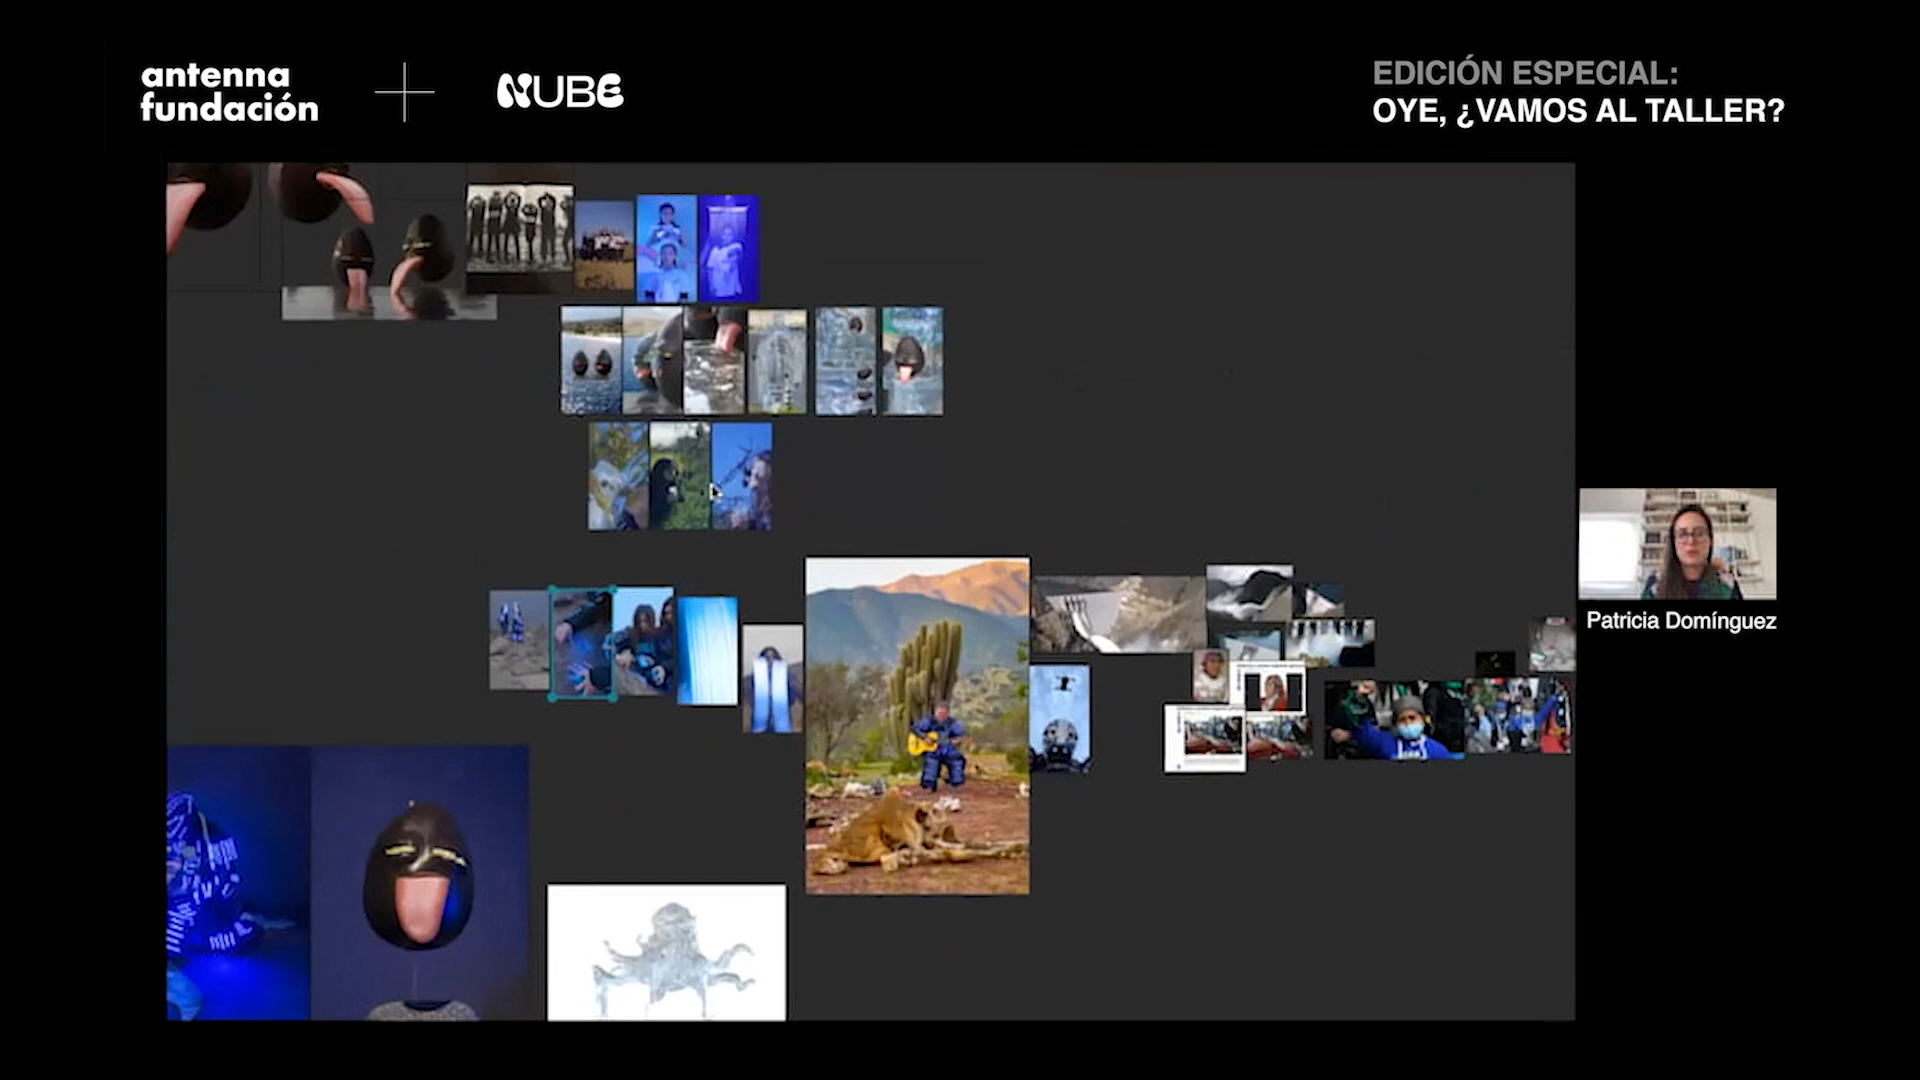 antenna
fundación
NUBE
EDICIÓN ESPECIAL:
OYE, ¿VAMOS AL TALLER?
Patricia Domínguez